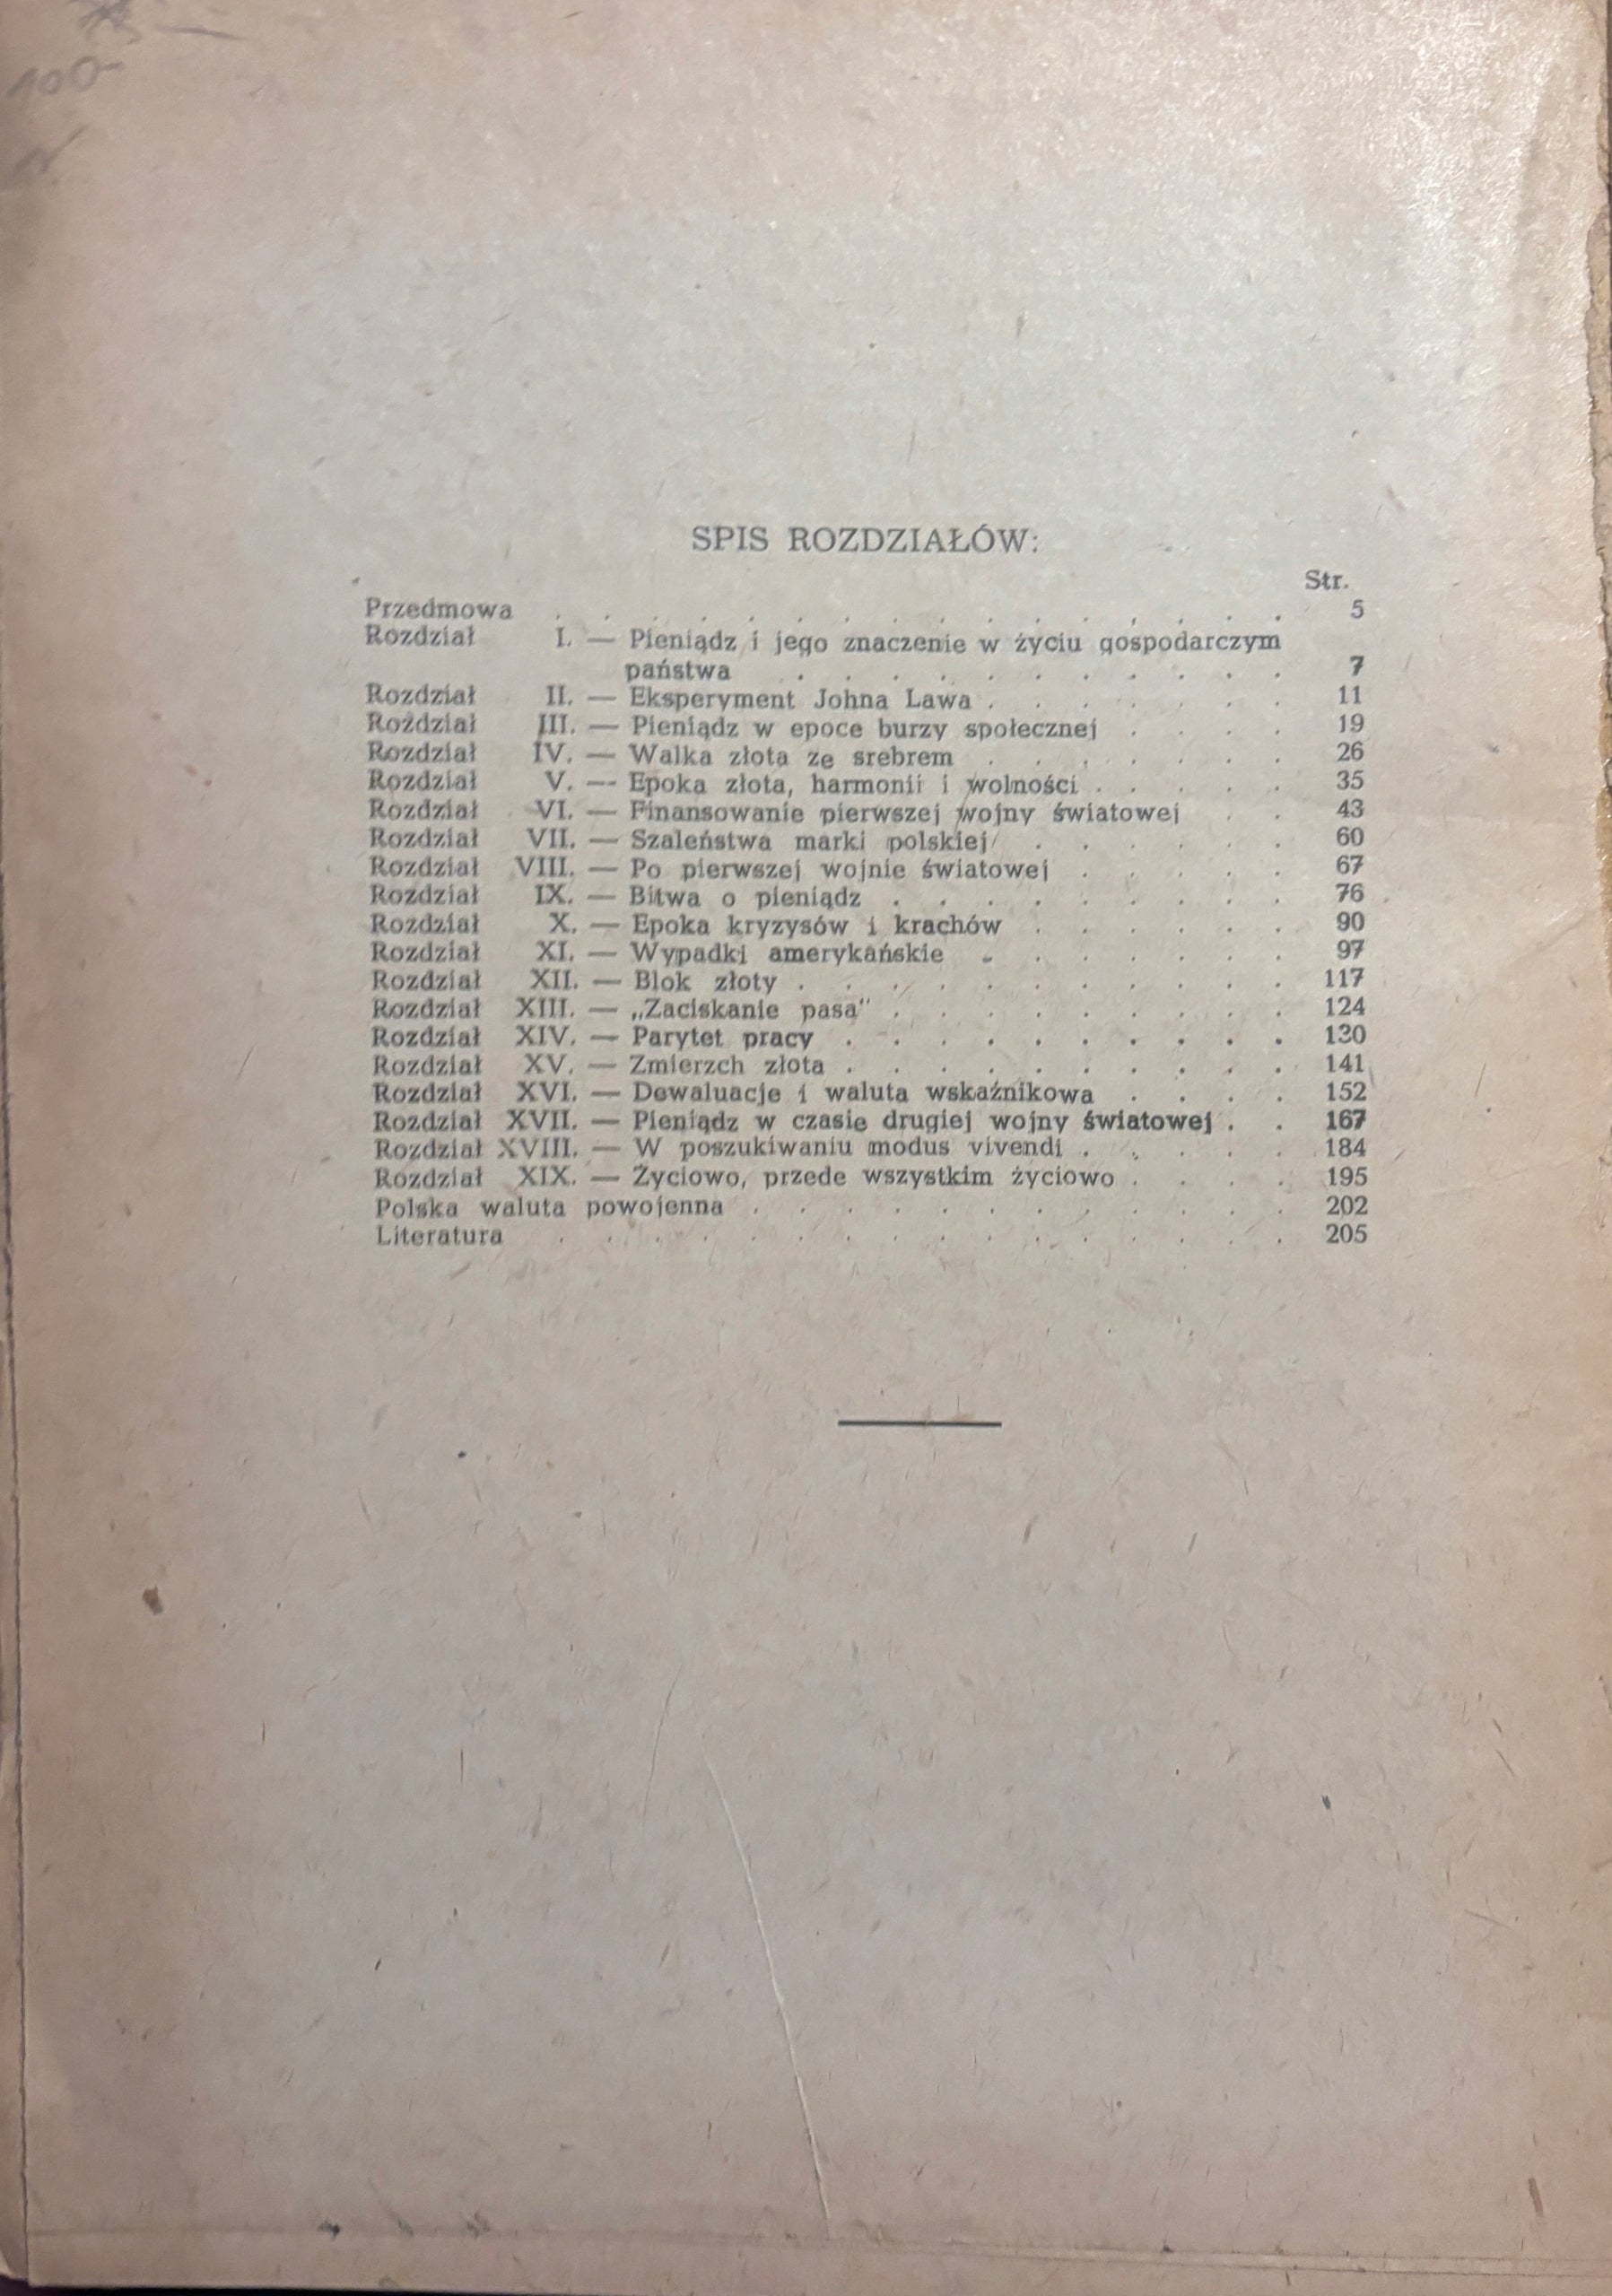 100-
SPIS ROZDZIAŁÓW:
Str.
Przedmowa . . . . . . . . . . . . . . . . 5
Rozdział I. — Pieniądz i jego znaczenie w życiu gospodarczym
państwa . . . . . . . . . . . 7
Rozdział II. — Eksperyment Johna Lawa . . . . . . . 11
Rozdział III. — Pieniądz w epoce burzy społecznej . . . . 19
Rozdział IV. — Walka złota ze srebrem . . . . . . . 26
Rozdział V. — Epoka złota, harmonii i wolności . . . . . 35
Rozdział VI. — Finansowanie pierwszej wojny światowej . . 43
Rozdział VII. — Szaleństwa marki polskiej . . . . . . 60
Rozdział VIII. — Po pierwszej wojnie światowej . . . . . 67
Rozdział IX. — Bitwa o pieniądz . . . . . . . . . 76
Rozdział X. — Epoka kryzysów i krachów . . . . . . 90
Rozdział XI. — Wypadki amerykańskie . . . . . . . 97
Rozdział XII. — Blok złoty . . . . . . . . . . . 117
Rozdział XIII. — „Zaciskanie pasa" . . . . . . . . . 124
Rozdział XIV. — Parytet pracy . . . . . . . . . . 130
Rozdział XV. — Zmierzch złota . . . . . . . . . . 141
Rozdział XVI. — Dewaluacje i waluta wskaźnikowa . . . . 152
Rozdział XVII. — Pieniądz w czasie drugiej wojny światowej . . 167
Rozdział XVIII. — W poszukiwaniu modus vivendi . . . . . 184
Rozdział XIX. — Życiowo, przede wszystkim życiowo . . . . 195
Polska waluta powojenna . . . . . . . . . . . . 202
Literatura . . . . . . . . . . . . . . . . 205